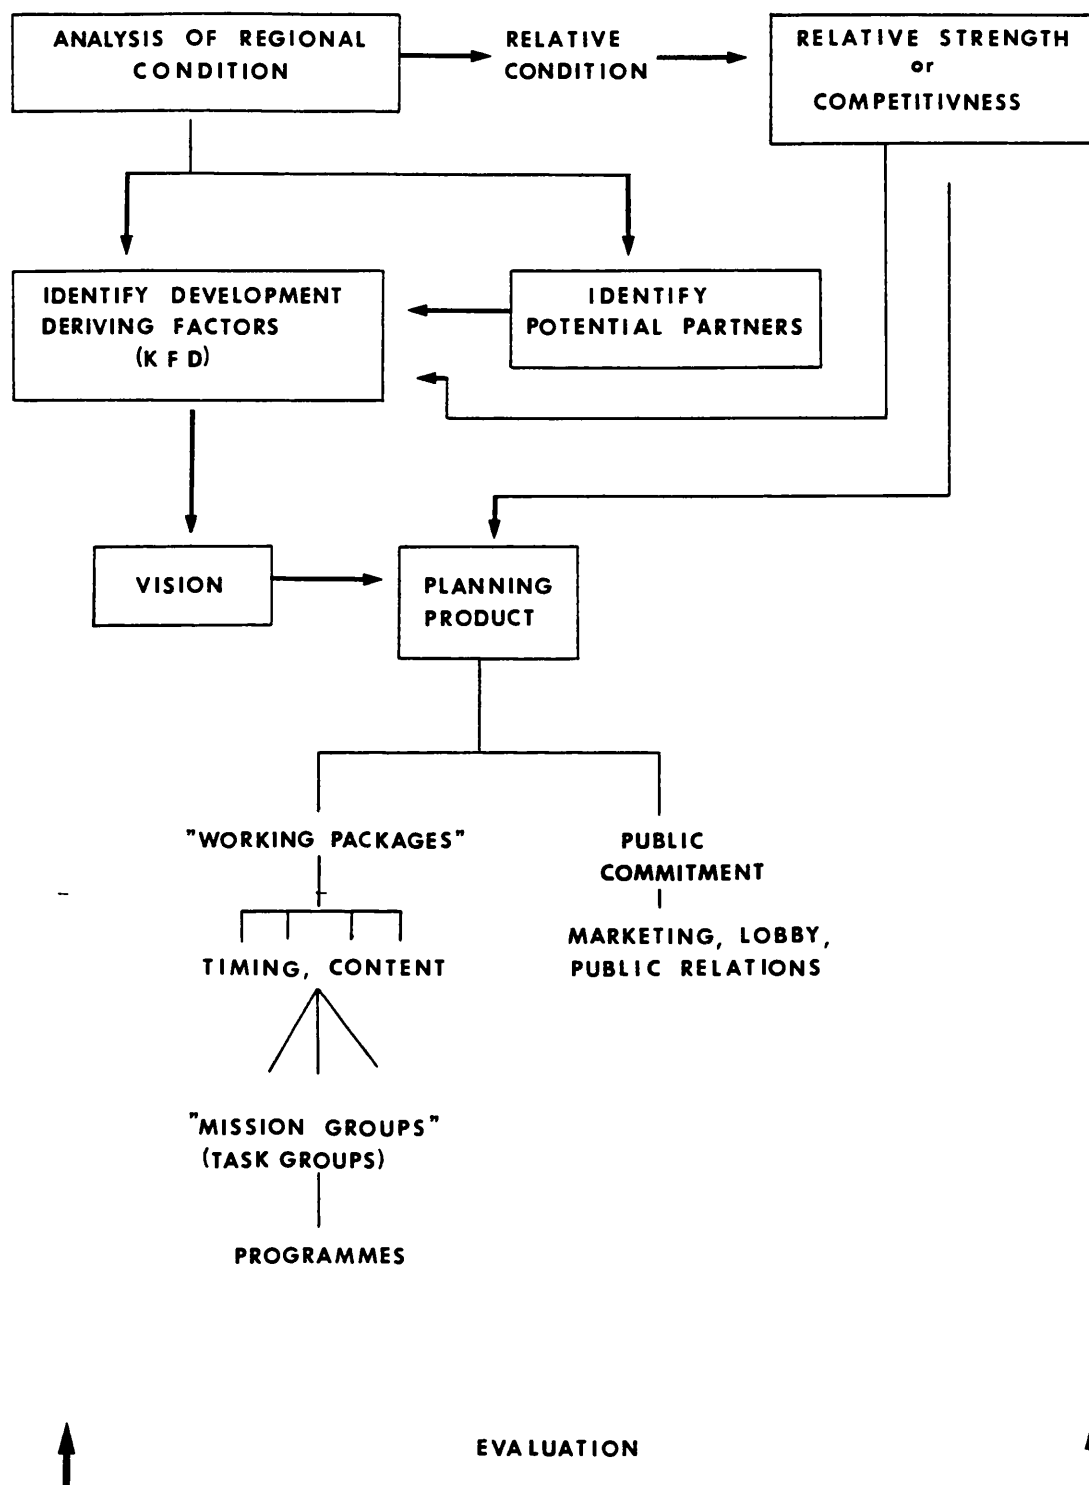 ANALYSIS OF REGIONAL
CONDITION
RELATIVE
CONDITION
RELATIVE STRENGTH
or
COMPETITIVNESS
IDENTIFY DEVELOPMENT
DERIVING FACTORS
(K F D)
IDENTIFY
POTENTIAL PARTNERS
VISION
PLANNING
PRODUCT
"WORKING PACKAGES"
PUBLIC
COMMITMENT
TIMING, CONTENT
MARKETING, LOBBY,
PUBLIC RELATIONS
"MISSION GROUPS"
(TASK GROUPS)
PROGRAMMES
EVALUATION